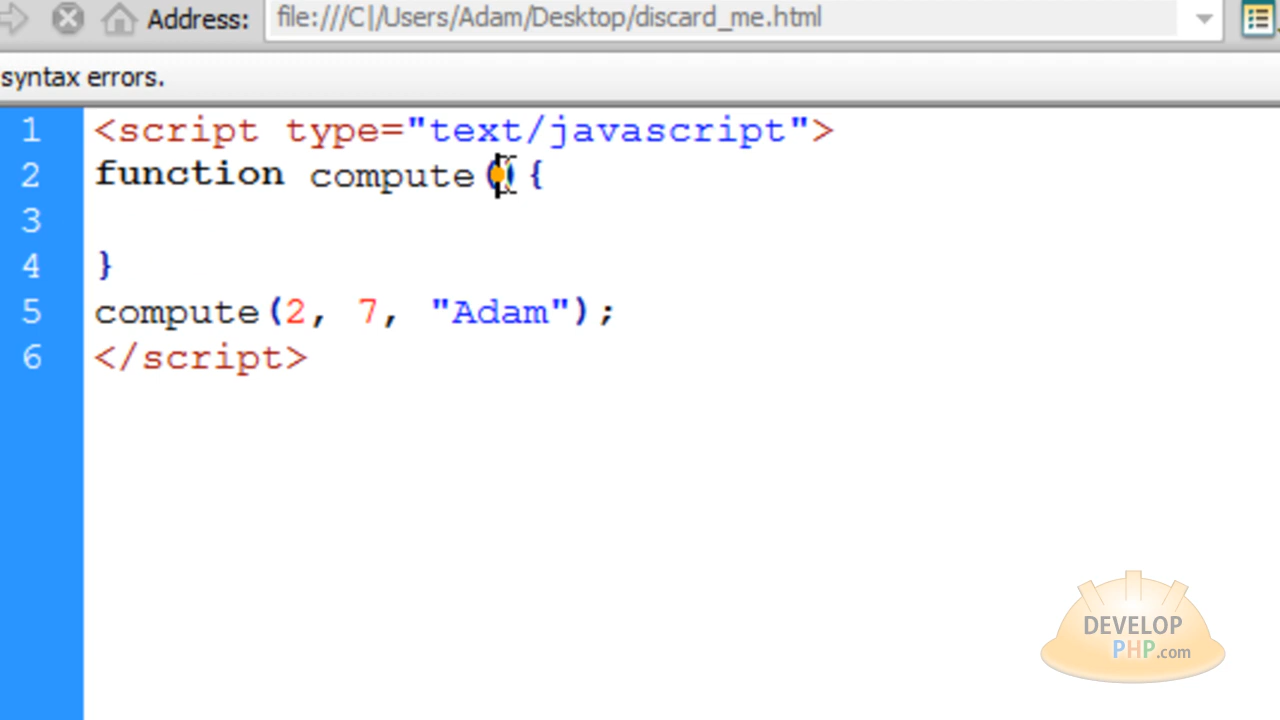 Address: file:///C|/Users/Adam/Desktop/discard_me.html
syntax errors.
1 <script type="text/javascript">
2 function compute(){
3
4 }
5 compute(2, 7, "Adam");
6 </script>
DEVELOP
PHP.com